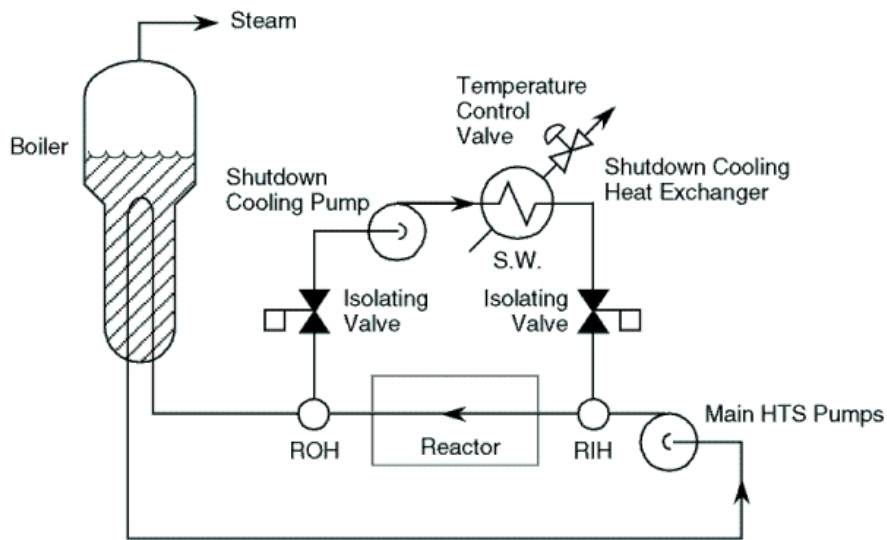 Steam
Temperature
Control
Valve
Boiler
Shutdown
Cooling Pump
Shutdown Cooling
Heat Exchanger
S.W.
Isolating
Valve
Isolating
Valve
Main HTS Pumps
ROH
Reactor
RIH